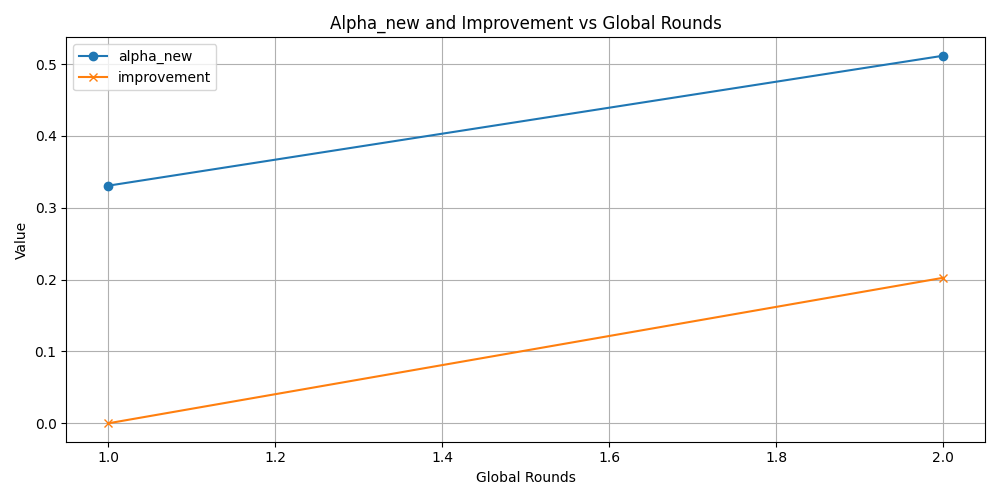 Alpha_new and Improvement vs Global Rounds
alpha_new
improvement
Value
0.5
0.4
0.3
0.2
0.1
0.0
1.0 1.2 1.4 1.6 1.8 2.0
Global Rounds